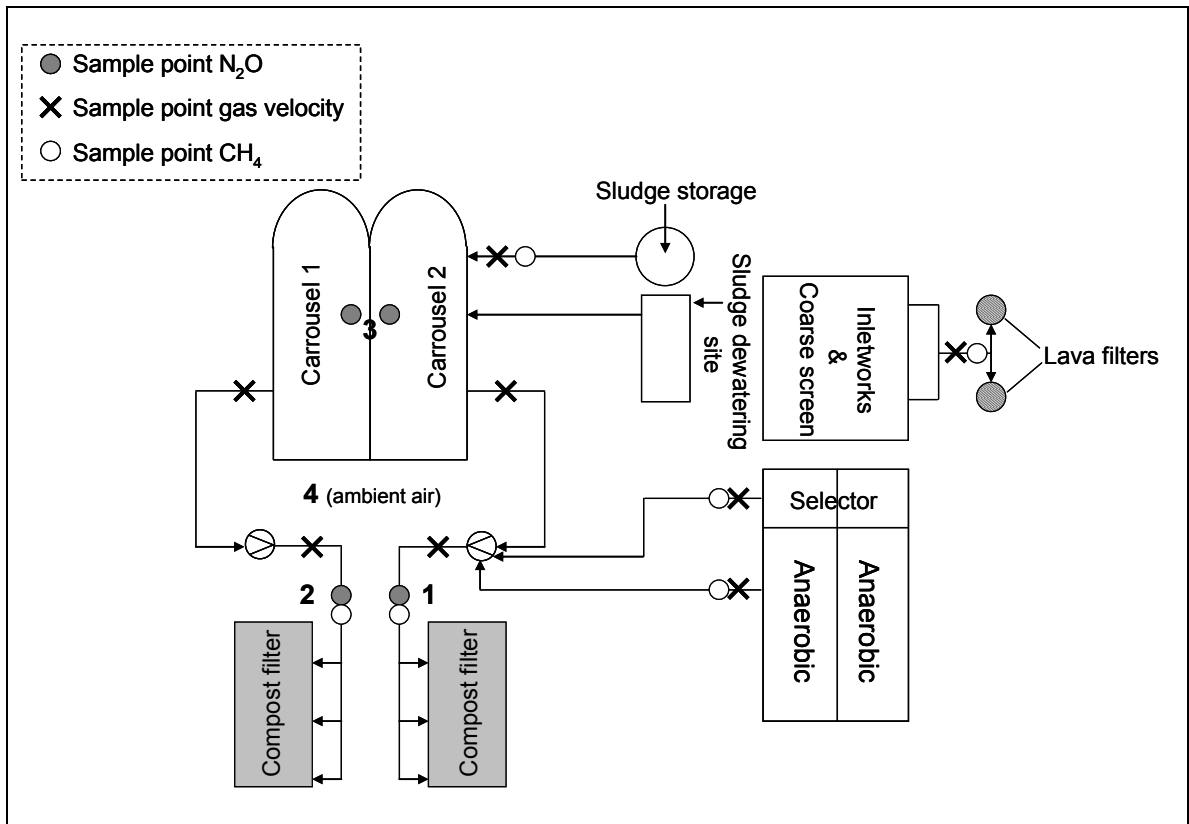 Sample point N₂O
Sample point gas velocity
Sample point CH₄
Sludge storage
Carrousel 1
Carrousel 2
3
Sludge dewatering
site
Inletworks
&
Coarse screen
Lava filters
4 (ambient air)
Selector
Anaerobic
Anaerobic
2
1
Compost filter
Compost filter